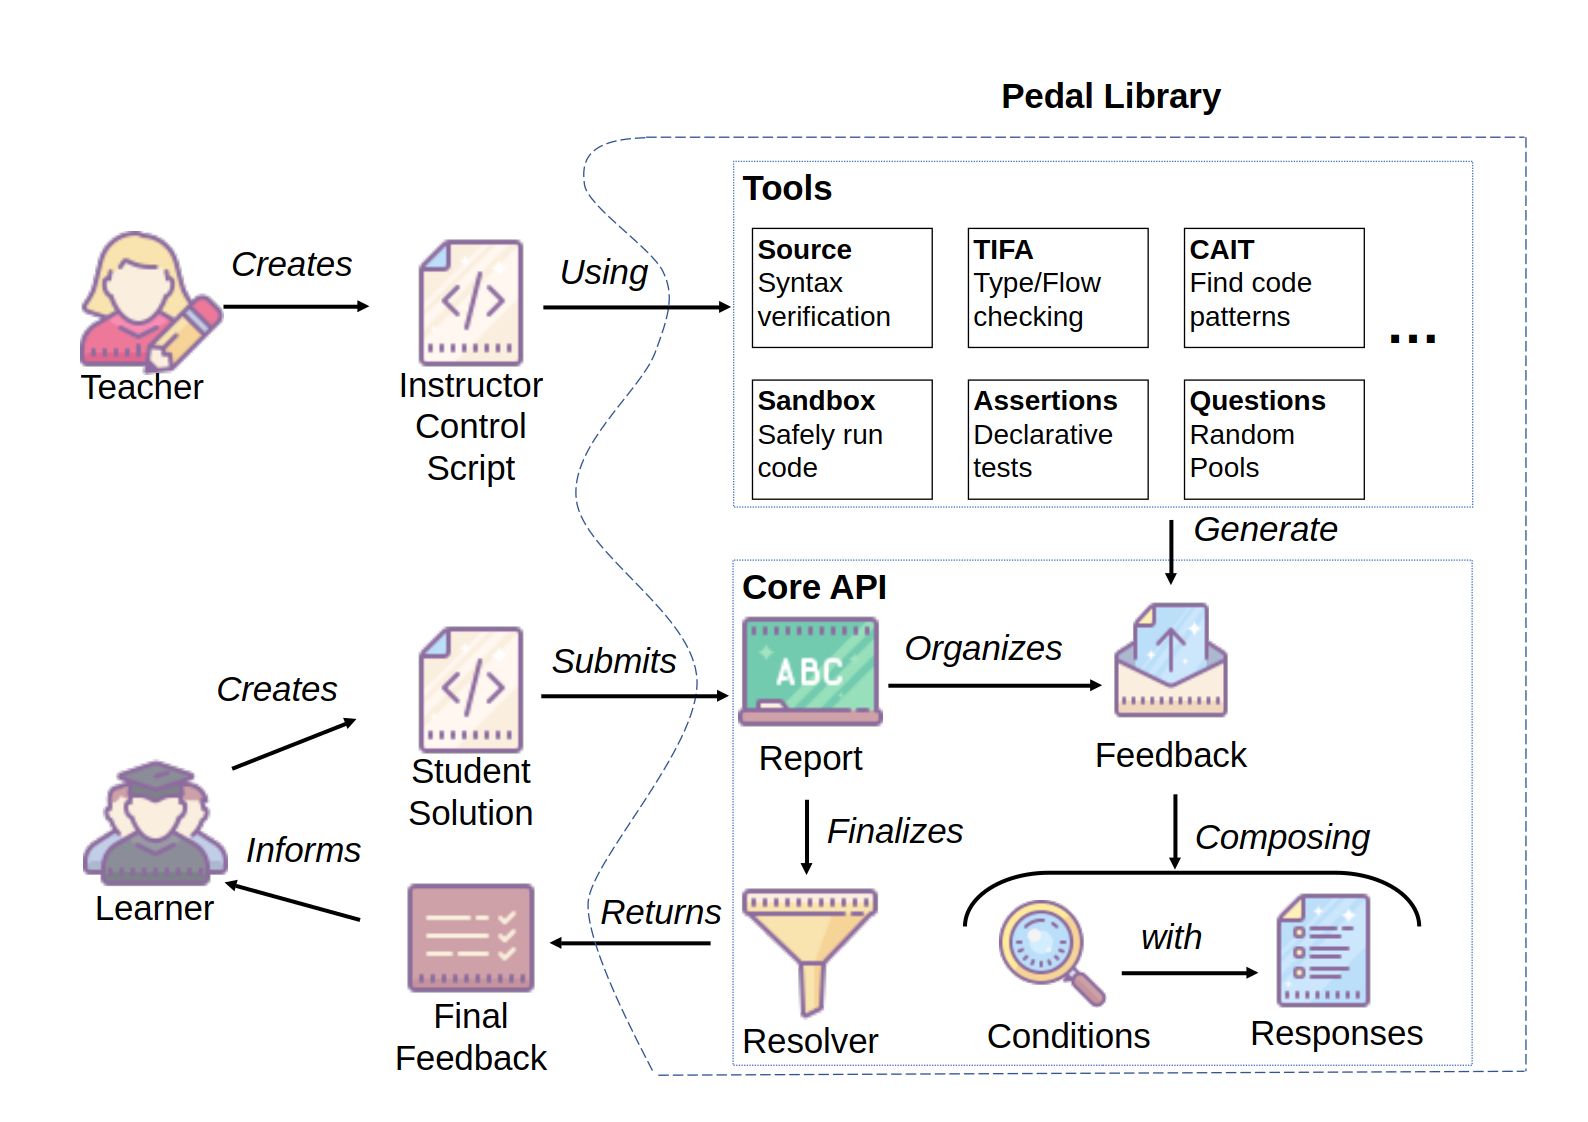 Pedal Library
Tools
Source
Syntax
verification
TIFA
Type/Flow
checking
CAIT
Find code
patterns
...
Sandbox
Safely run
code
Assertions
Declarative
tests
Questions
Random
Pools
Creates
Using
Teacher
Instructor
Control
Script
Generate
Core API
ABC
Organizes
Report
Feedback
Submits
Creates
Student
Solution
Informs
Learner
Finalizes
Composing
Returns
with
Final
Feedback
Resolver
Conditions
Responses